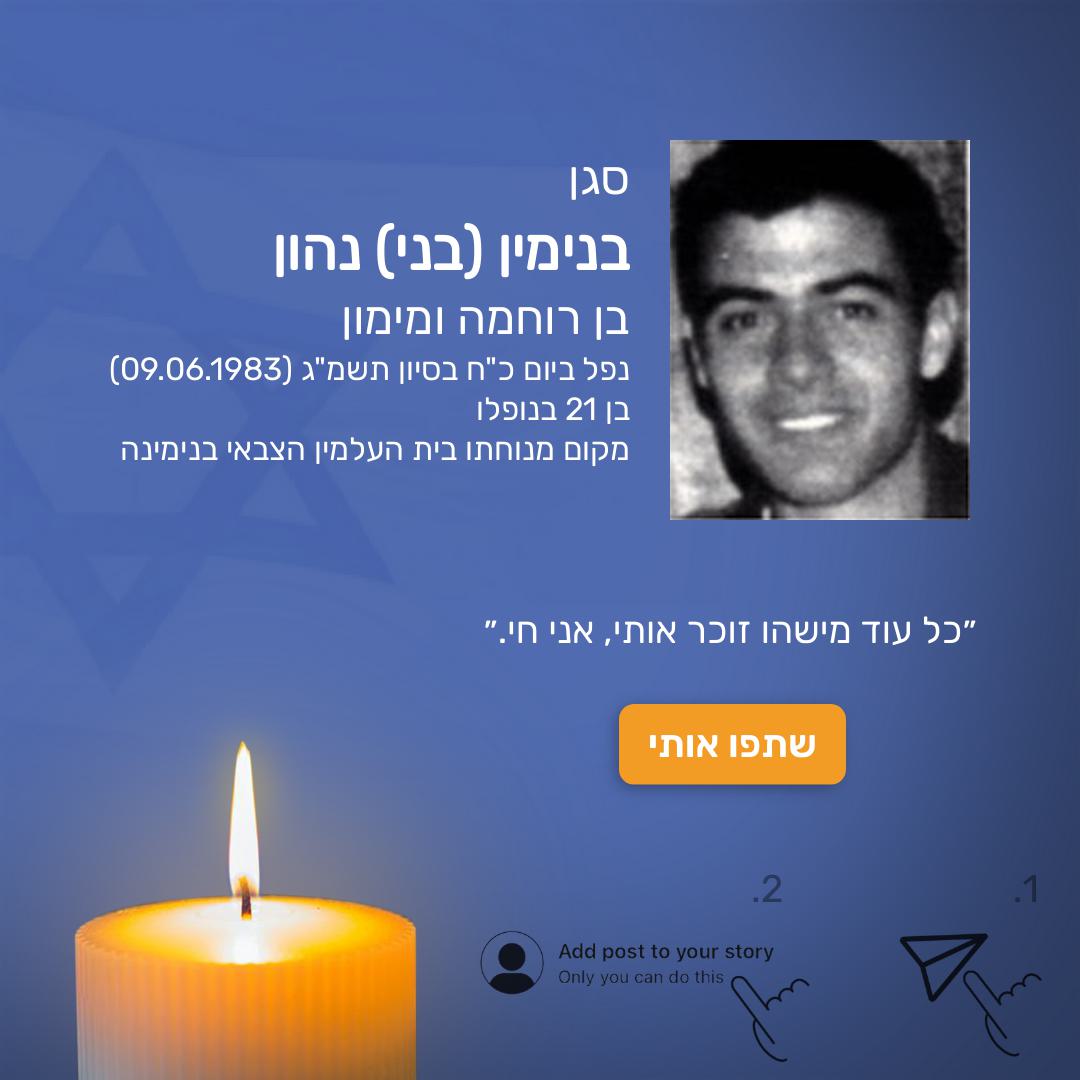 סגן
בנימין (בני) נהון
בן רוחמה ומימון
נפל ביום כ"ח בסיון תשמ"ג (09.06.1983)
בן 21 בנופלו
מקום מנוחתו בית העלמין הצבאי בנימינה
״כל עוד מישהו זוכר אותי, אני חי.״
שתפו אותי
.1
.2
Add post to your story
Only you can do this